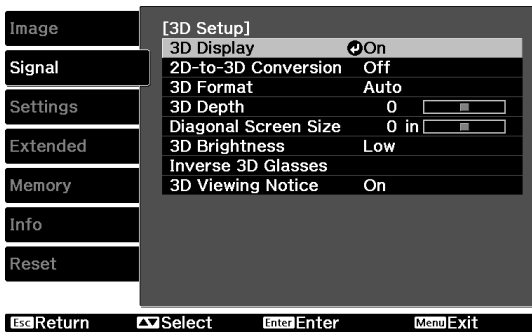 Image
Signal
Settings
Extended
Memory
Info
Reset
[3D Setup]
3D Display On
2D-to-3D Conversion Off
3D Format Auto
3D Depth 0
Diagonal Screen Size 0 in
3D Brightness Low
Inverse 3D Glasses
3D Viewing Notice On
Esc Return Select Enter Enter Menu Exit